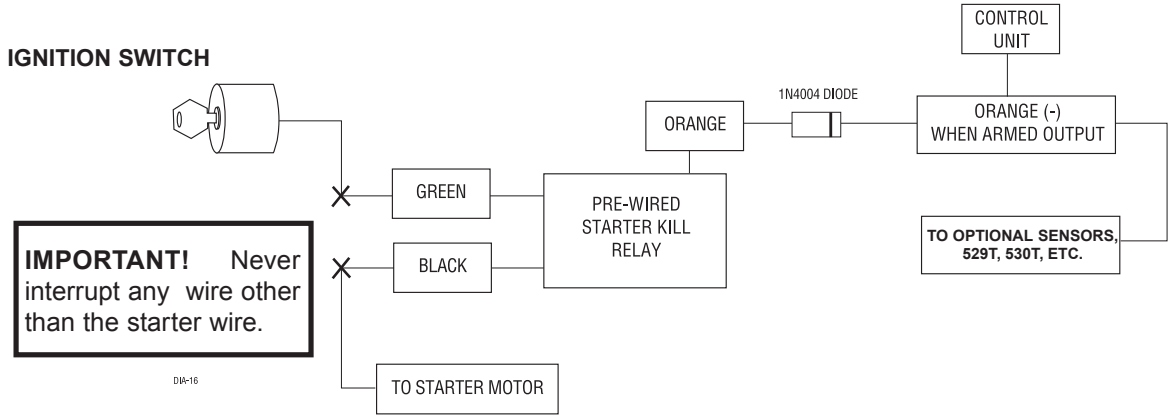 CONTROL
UNIT
IGNITION SWITCH
1N4004 DIODE
ORANGE
ORANGE (-)
WHEN ARMED OUTPUT
GREEN
PRE-WIRED
STARTER KILL
RELAY
IMPORTANT! Never
interrupt any wire other
than the starter wire.
BLACK
TO OPTIONAL SENSORS,
529T, 530T, ETC.
DIA-16
TO STARTER MOTOR